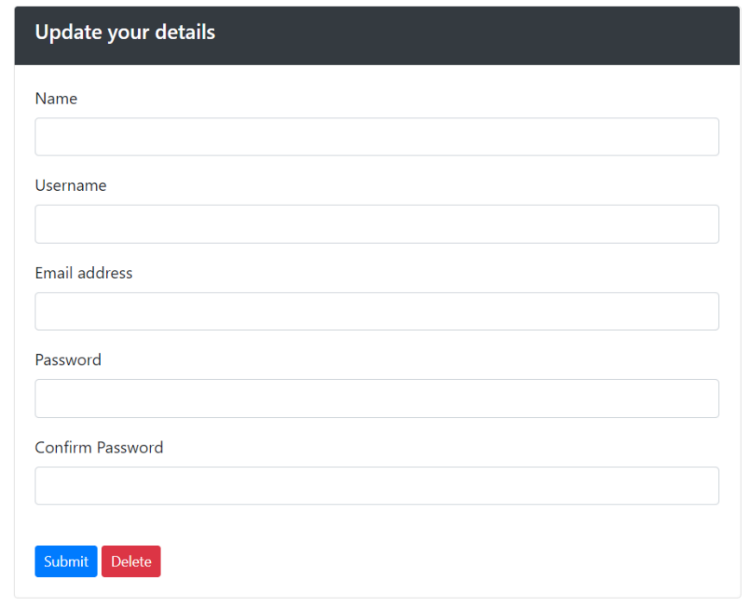 Update your details
Name
Username
Email address
Password
Confirm Password
Submit Delete